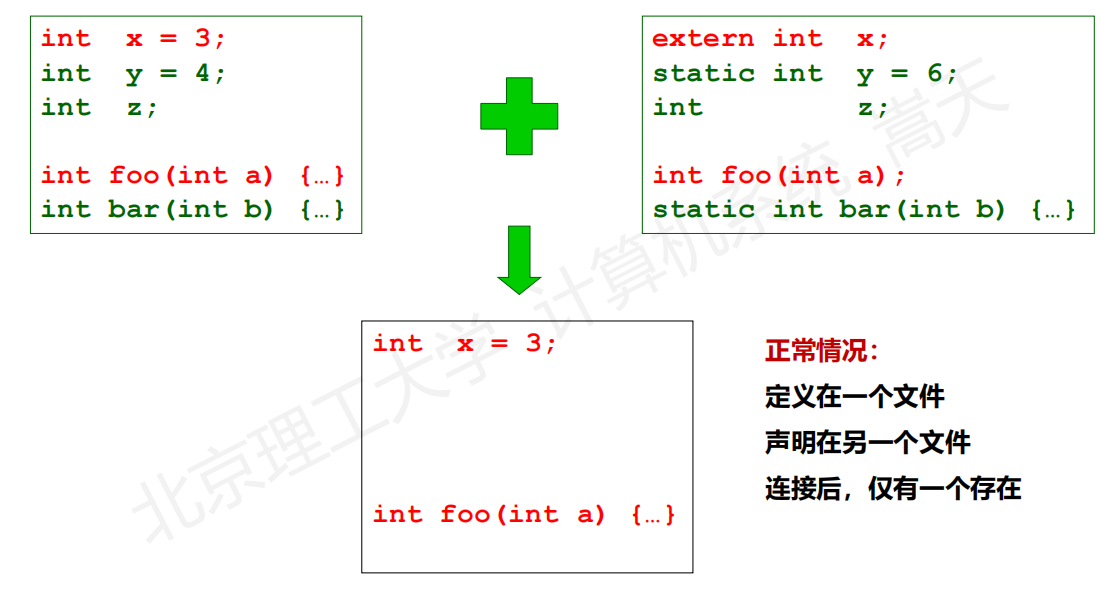 int  x = 3;
int  y = 4;
int  z;
int foo(int a) {…}
int bar(int b) {…}
extern int  x;
static int  y = 6;
int         z;
int foo(int a);
static int bar(int b) {…}
int  x = 3;
int foo(int a) {…}
正常情况:
定义在一个文件
声明在另一个文件
连接后，仅有一个存在
北京理工大学 计算机系统 嵩天